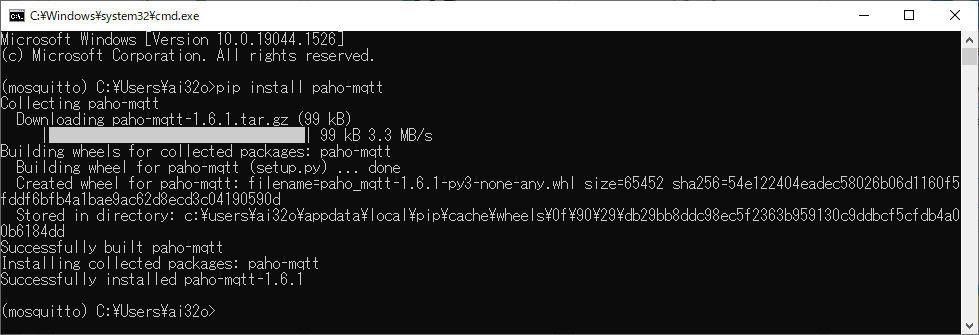 C:¥Windows¥system32¥cmd.exe
Microsoft Windows [Version 10.0.19044.1526]
(c) Microsoft Corporation. All rights reserved.
(mosquitto) C:¥Users¥ai32o>pip install paho-mqtt
Collecting paho-mqtt
  Downloading paho-mqtt-1.6.1.tar.gz (99 kB)
     |████████████████████████████████| 99 kB 3.3 MB/s
Building wheels for collected packages: paho-mqtt
  Building wheel for paho-mqtt (setup.py) ... done
  Created wheel for paho-mqtt: filename=paho_mqtt-1.6.1-py3-none-any.whl size=65452 sha256=54e122404eadec58026b06d1160f5
fddf6bfb4a1bae9ac62d8ecd3c04190590d
  Stored in directory: c:¥users¥ai32o¥appdata¥local¥pip¥cache¥wheels¥0f¥90¥29¥db29bb8ddc98ec5f2363b959130c9ddbcf5cfdb4a0
0b6184dd
Successfully built paho-mqtt
Installing collected packages: paho-mqtt
Successfully installed paho-mqtt-1.6.1
(mosquitto) C:¥Users¥ai32o>